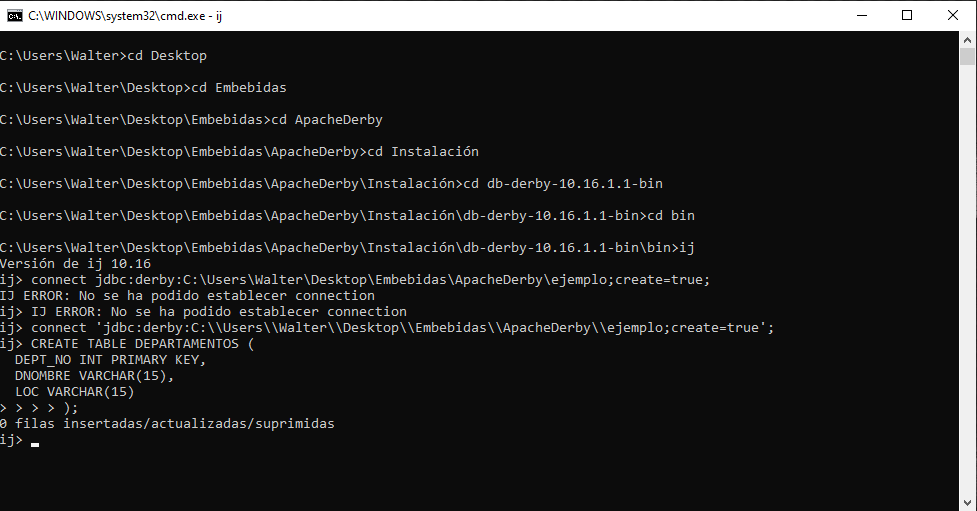 C:\WINDOWS\system32\cmd.exe - ij
C:\Users\Walter>cd Desktop
C:\Users\Walter\Desktop>cd Embebidas
C:\Users\Walter\Desktop\Embebidas>cd ApacheDerby
C:\Users\Walter\Desktop\Embebidas\ApacheDerby>cd Instalación
C:\Users\Walter\Desktop\Embebidas\ApacheDerby\Instalación>cd db-derby-10.16.1.1-bin
C:\Users\Walter\Desktop\Embebidas\ApacheDerby\Instalación\db-derby-10.16.1.1-bin>cd bin
C:\Users\Walter\Desktop\Embebidas\ApacheDerby\Instalación\db-derby-10.16.1.1-bin\bin>ij
Versión de ij 10.16
ij> connect jdbc:derby:C:\Users\Walter\Desktop\Embebidas\ApacheDerby\ejemplo;create=true;
IJ ERROR: No se ha podido establecer connection
ij> IJ ERROR: No se ha podido establecer connection
ij> connect 'jdbc:derby:C:\\Users\\Walter\\Desktop\\Embebidas\\ApacheDerby\\ejemplo;create=true';
ij> CREATE TABLE DEPARTAMENTOS (
  DEPT_NO INT PRIMARY KEY,
  DNOMBRE VARCHAR(15),
  LOC VARCHAR(15)
> > > > );
0 filas insertadas/actualizadas/suprimidas
ij>